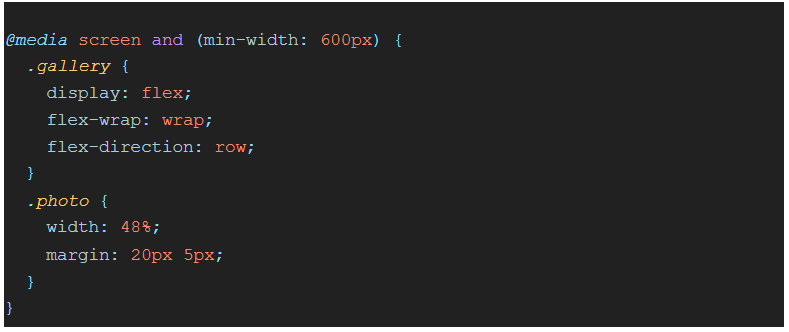 @media screen and (min-width: 600px) {
  .gallery {
    display: flex;
    flex-wrap: wrap;
    flex-direction: row;
  }
  .photo {
    width: 48%;
    margin: 20px 5px;
  }
}